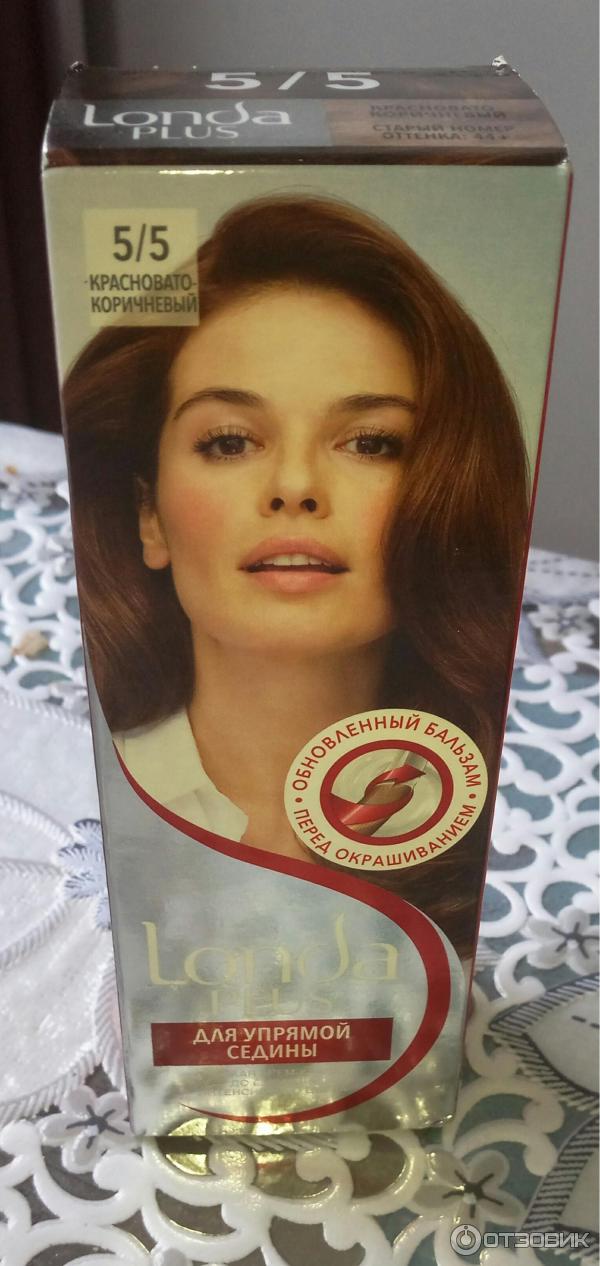 5/5
Londa
PLUS
КРАСНОВАТО-
КОРИЧНЕВЫЙ
СТАРЫЙ НОМЕР
ОТТЕНКА: 44+
5/5
-КРАСНОВАТО-
КОРИЧНЕВЫЙ
ОБНОВЛЕННЫЙ БАЛЬЗАМ
ПЕРЕД ОКРАШИВАНИЕМ
Londa
PLUS
ДЛЯ УПРЯМОЙ
СЕДИНЫ
ОТЗОВИК